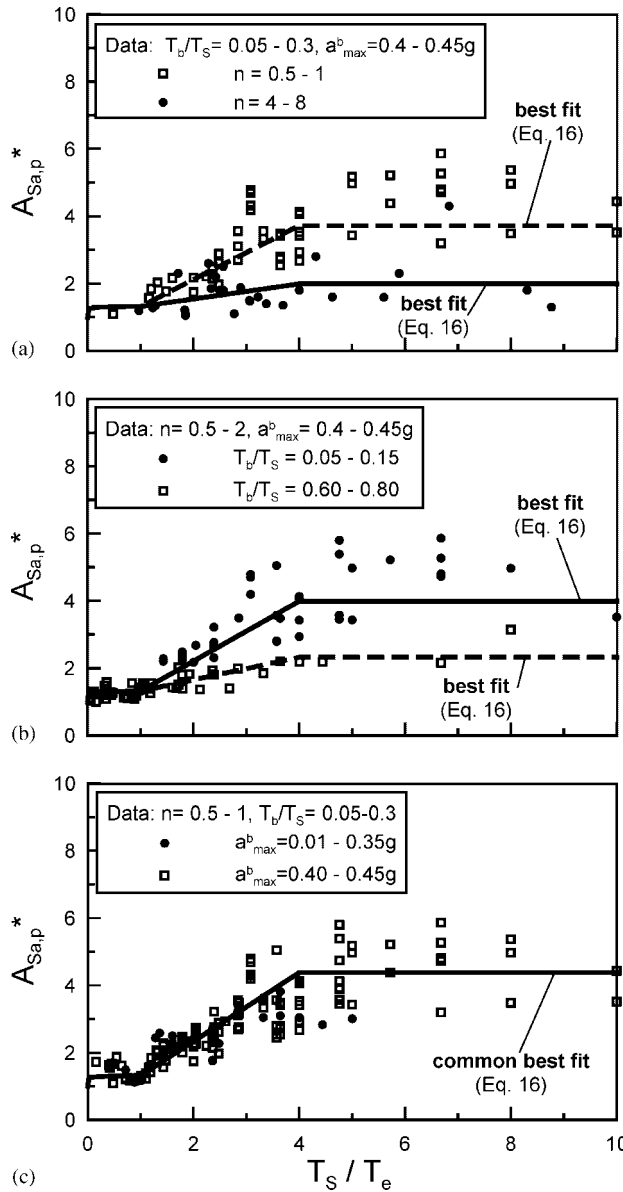 10
Data: T_b/T_S = 0.05 - 0.3, a^b_max=0.4 - 0.45g
n = 0.5 - 1
n = 4 - 8
8
best fit
(Eq. 16)
6
A_Sa,p*
4
2
best fit
(Eq. 16)
0
(a)
10
Data: n= 0.5 - 2, a^b_max= 0.4 - 0.45g
T_b/T_S = 0.05 - 0.15
T_b/T_S = 0.60 - 0.80
8
best fit
(Eq. 16)
6
A_Sa,p*
4
2
best fit
(Eq. 16)
0
(b)
10
Data: n= 0.5 - 1, T_b/T_S = 0.05-0.3
a^b_max=0.01 - 0.35g
a^b_max=0.40 - 0.45g
8
6
A_Sa,p*
4
2
common best fit
(Eq. 16)
0
0 2 4 6 8 10
(c)
T_S / T_e